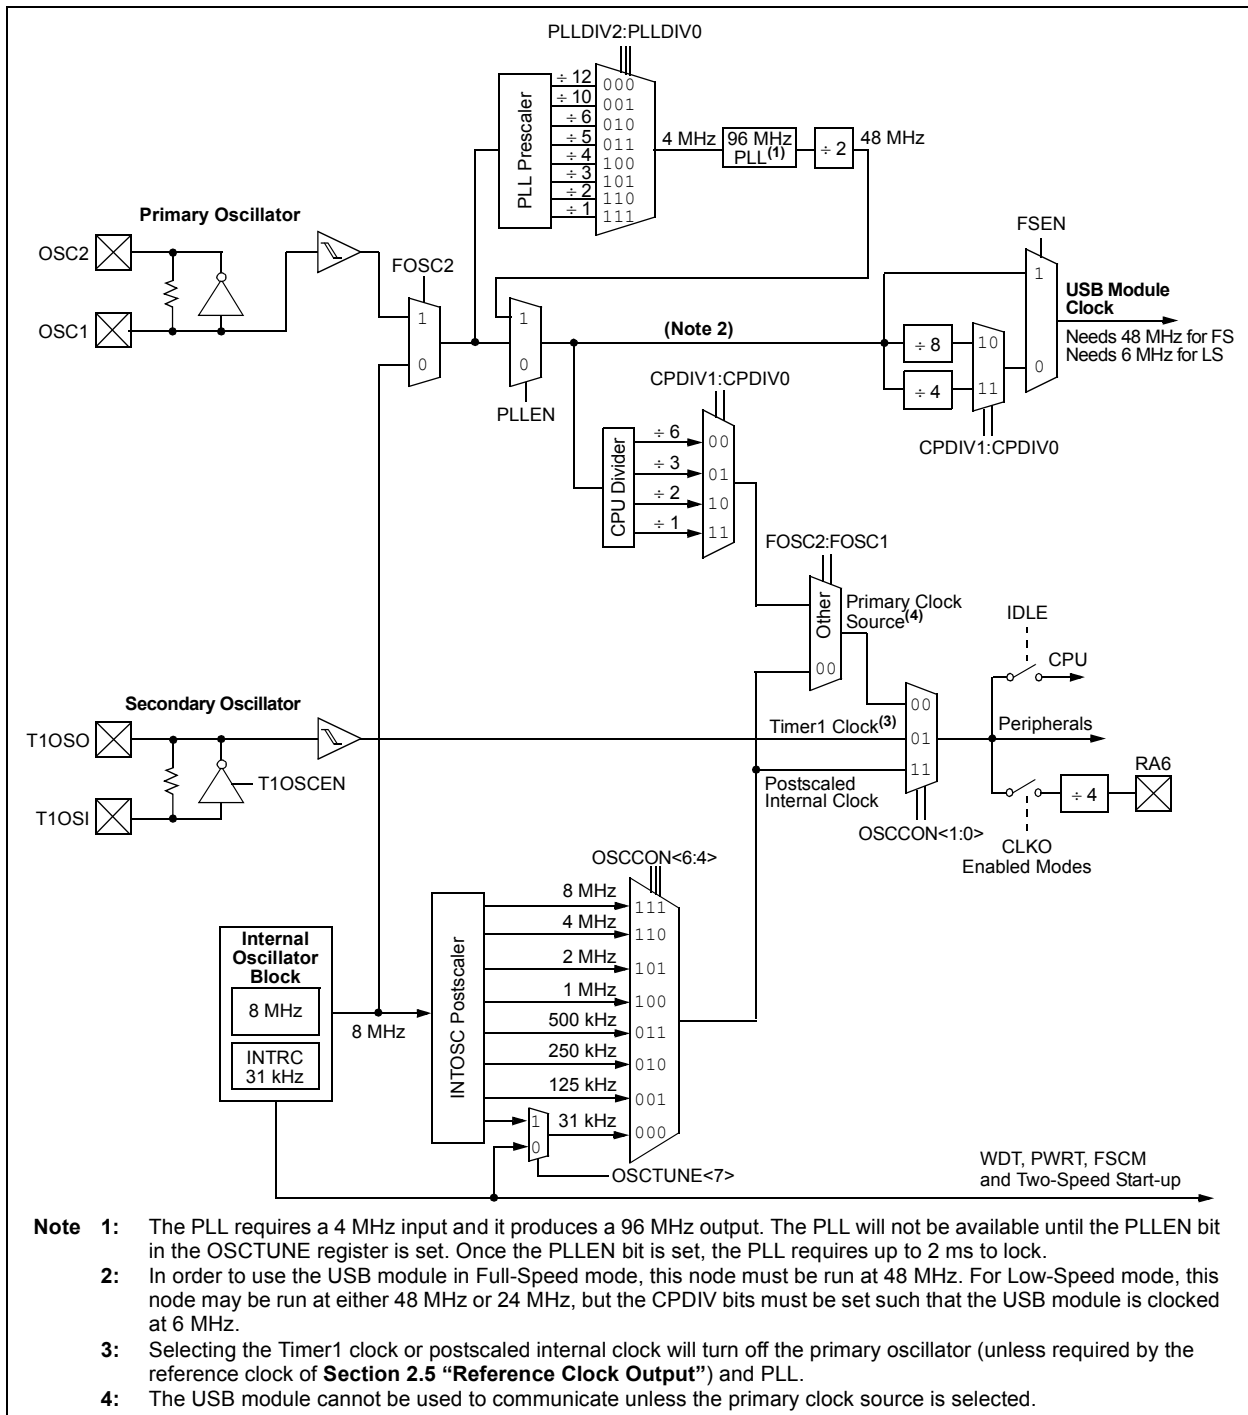 PLLDIV2:PLLDIV0
PLL Prescaler
÷ 12
000
÷ 10
001
÷ 6
010
÷ 5
011
÷ 4
100
÷ 3
101
÷ 2
110
÷ 1
111
4 MHz
96 MHz
PLL(1)
÷ 2
48 MHz
Primary Oscillator
OSC2
OSC1
FOSC2
1
0
1
0
PLLEN
(Note 2)
FSEN
1
0
USB Module
Clock
Needs 48 MHz for FS
Needs 6 MHz for LS
÷ 8
10
÷ 4
11
CPDIV1:CPDIV0
CPDIV1:CPDIV0
CPU Divider
÷ 6
00
÷ 3
01
÷ 2
10
÷ 1
11
FOSC2:FOSC1
Other
00
Primary Clock
Source(4)
IDLE
CPU
Secondary Oscillator
T1OSO
T1OSI
T1OSCEN
Timer1 Clock(3)
00
01
11
Peripherals
RA6
÷ 4
Postscaled
Internal Clock
OSCCON<1:0>
CLKO
Enabled Modes
OSCCON<6:4>
Internal
Oscillator
Block
8 MHz
INTRC
31 kHz
8 MHz
INTOSC Postscaler
8 MHz
111
4 MHz
110
2 MHz
101
1 MHz
100
500 kHz
011
250 kHz
010
125 kHz
001
1
0
31 kHz
000
OSCTUNE<7>
WDT, PWRT, FSCM
and Two-Speed Start-up
Note 1: The PLL requires a 4 MHz input and it produces a 96 MHz output. The PLL will not be available until the PLLEN bit
in the OSCTUNE register is set. Once the PLLEN bit is set, the PLL requires up to 2 ms to lock.
2: In order to use the USB module in Full-Speed mode, this node must be run at 48 MHz. For Low-Speed mode, this
node may be run at either 48 MHz or 24 MHz, but the CPDIV bits must be set such that the USB module is clocked
at 6 MHz.
3: Selecting the Timer1 clock or postscaled internal clock will turn off the primary oscillator (unless required by the
reference clock of Section 2.5 “Reference Clock Output”) and PLL.
4: The USB module cannot be used to communicate unless the primary clock source is selected.